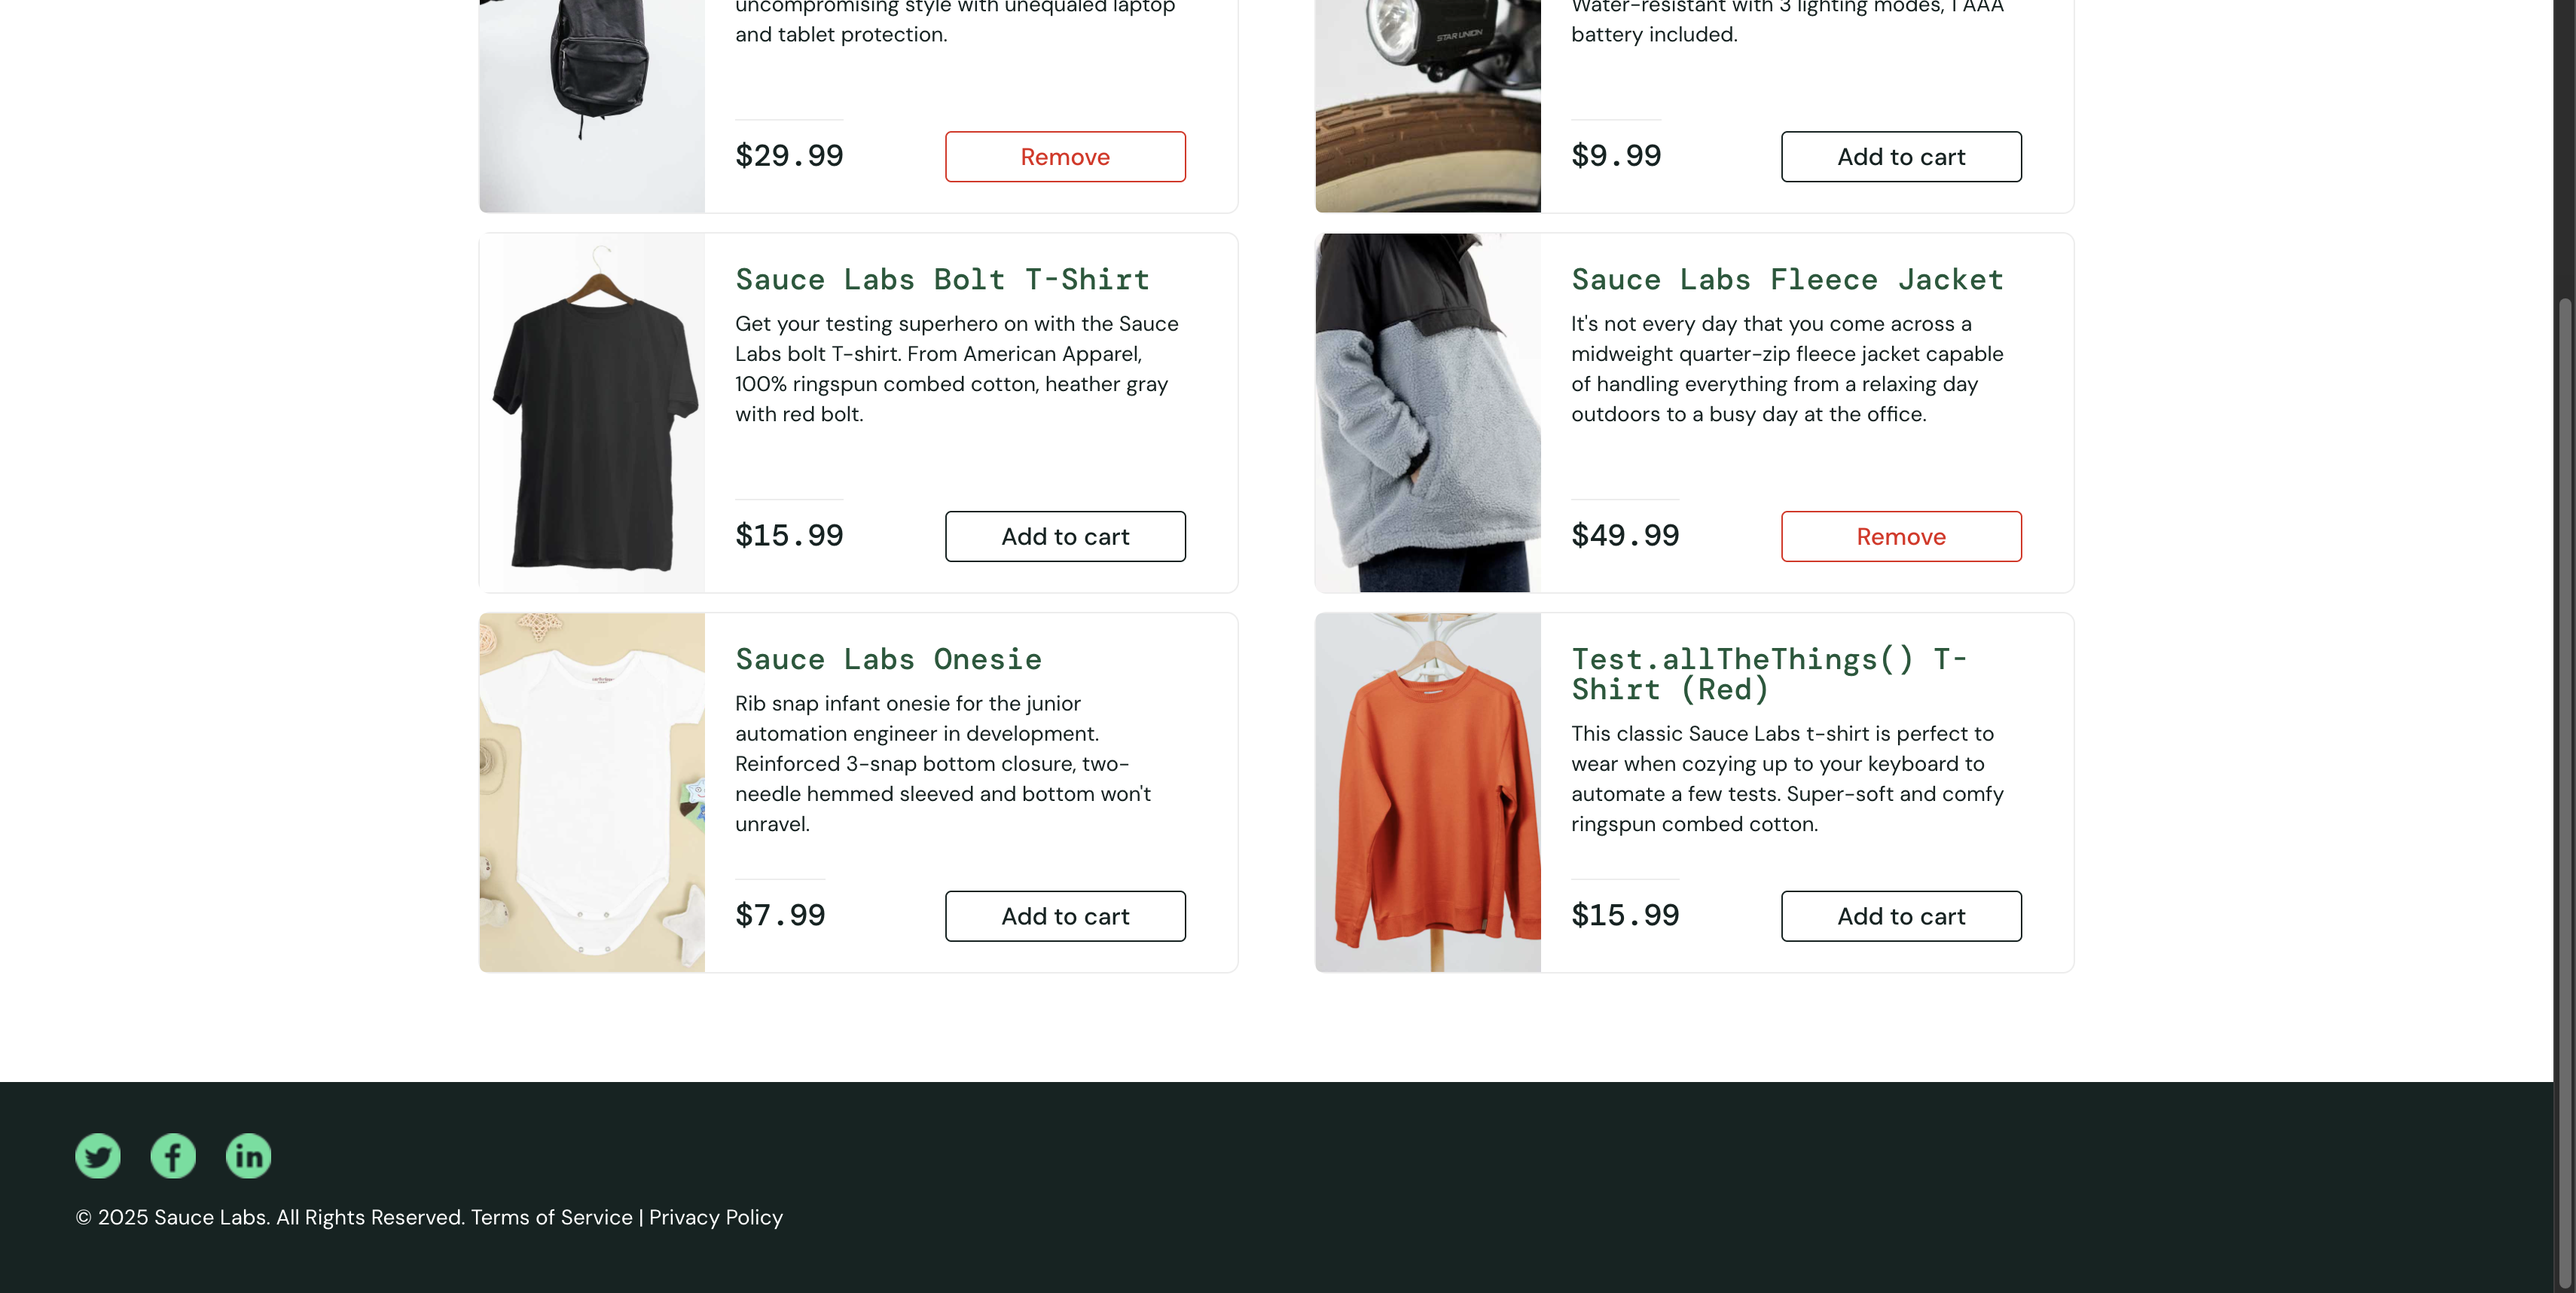 uncompromising style with unequaled laptop
and tablet protection.
$29.99
Remove
Water-resistant with 3 lighting modes, 1 AAA
battery included.
STAR UNION
$9.99
Add to cart
Sauce Labs Bolt T-Shirt
Get your testing superhero on with the Sauce
Labs bolt T-shirt. From American Apparel,
100% ringspun combed cotton, heather gray
with red bolt.
$15.99
Add to cart
Sauce Labs Fleece Jacket
It's not every day that you come across a
midweight quarter-zip fleece jacket capable
of handling everything from a relaxing day
outdoors to a busy day at the office.
$49.99
Remove
Sauce Labs Onesie
Rib snap infant onesie for the junior
automation engineer in development.
Reinforced 3-snap bottom closure, two-
needle hemmed sleeved and bottom won't
unravel.
$7.99
Add to cart
Test.allTheThings() T-
Shirt (Red)
This classic Sauce Labs t-shirt is perfect to
wear when cozying up to your keyboard to
automate a few tests. Super-soft and comfy
ringspun combed cotton.
$15.99
Add to cart
© 2025 Sauce Labs. All Rights Reserved. Terms of Service | Privacy Policy